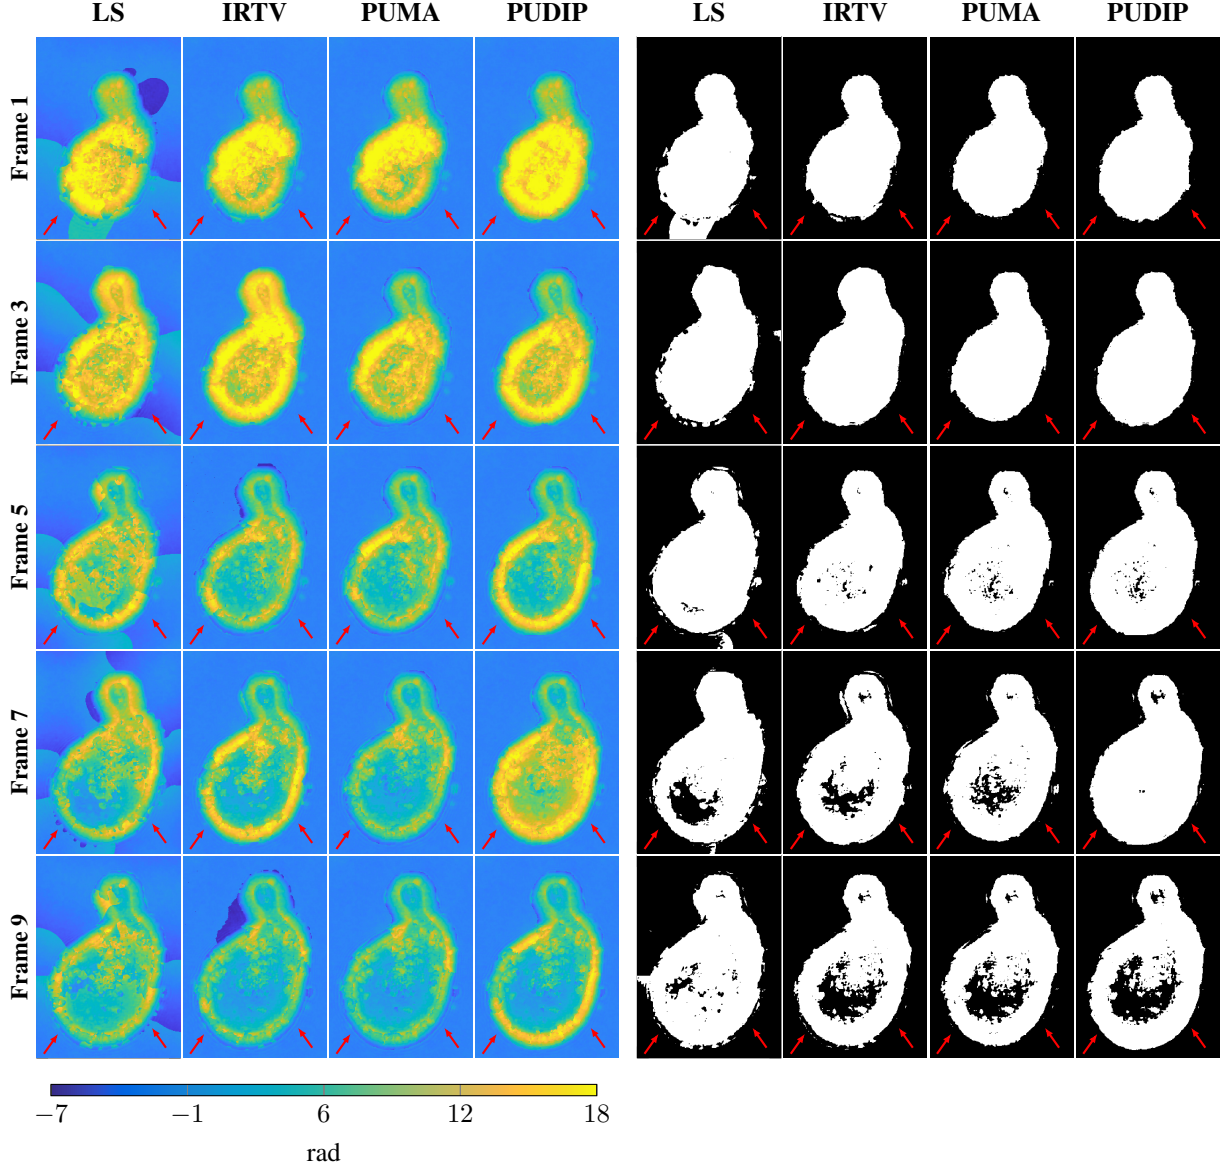 LS IRTV PUMA PUDIP LS IRTV PUMA PUDIP
Frame 1
Frame 3
Frame 5
Frame 7
Frame 9
−7 −1 6 12 18
rad